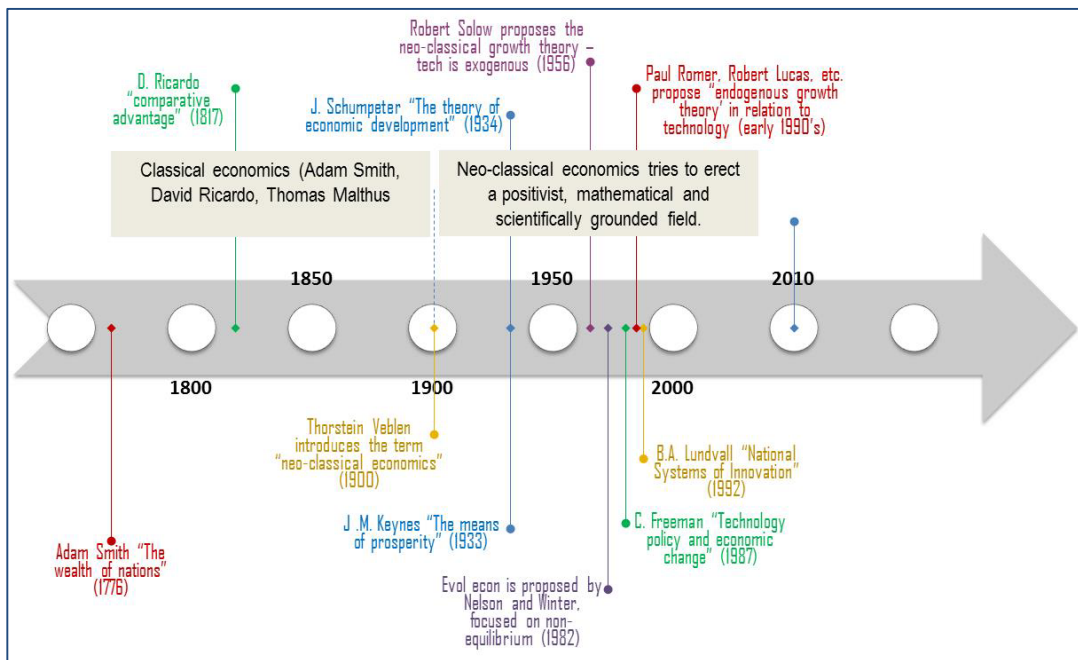 Robert Solow proposes the
neo-classical growth theory –
tech is exogenous (1956)
D. Ricardo
“comparative
advantage” (1817)
J. Schumpeter “The theory of
economic development” (1934)
Paul Romer, Robert Lucas, etc.
propose “endogenous growth
theory’ in relation to
technology (early 1990’s)
Classical economics (Adam Smith,
David Ricardo, Thomas Malthus
Neo-classical economics tries to erect
a positivist, mathematical and
scientifically grounded field.
1850
1950
2010
1800
1900
2000
Thorstein Veblen
introduces the term
“neo-classical economics”
(1900)
B.A. Lundvall “National
Systems of Innovation”
(1992)
J .M. Keynes “The means
of prosperity” (1933)
C. Freeman “Technology
policy and economic
change” (1987)
Adam Smith “The
wealth of nations”
(1776)
Evol econ is proposed by
Nelson and Winter,
focused on non-
equilibrium (1982)